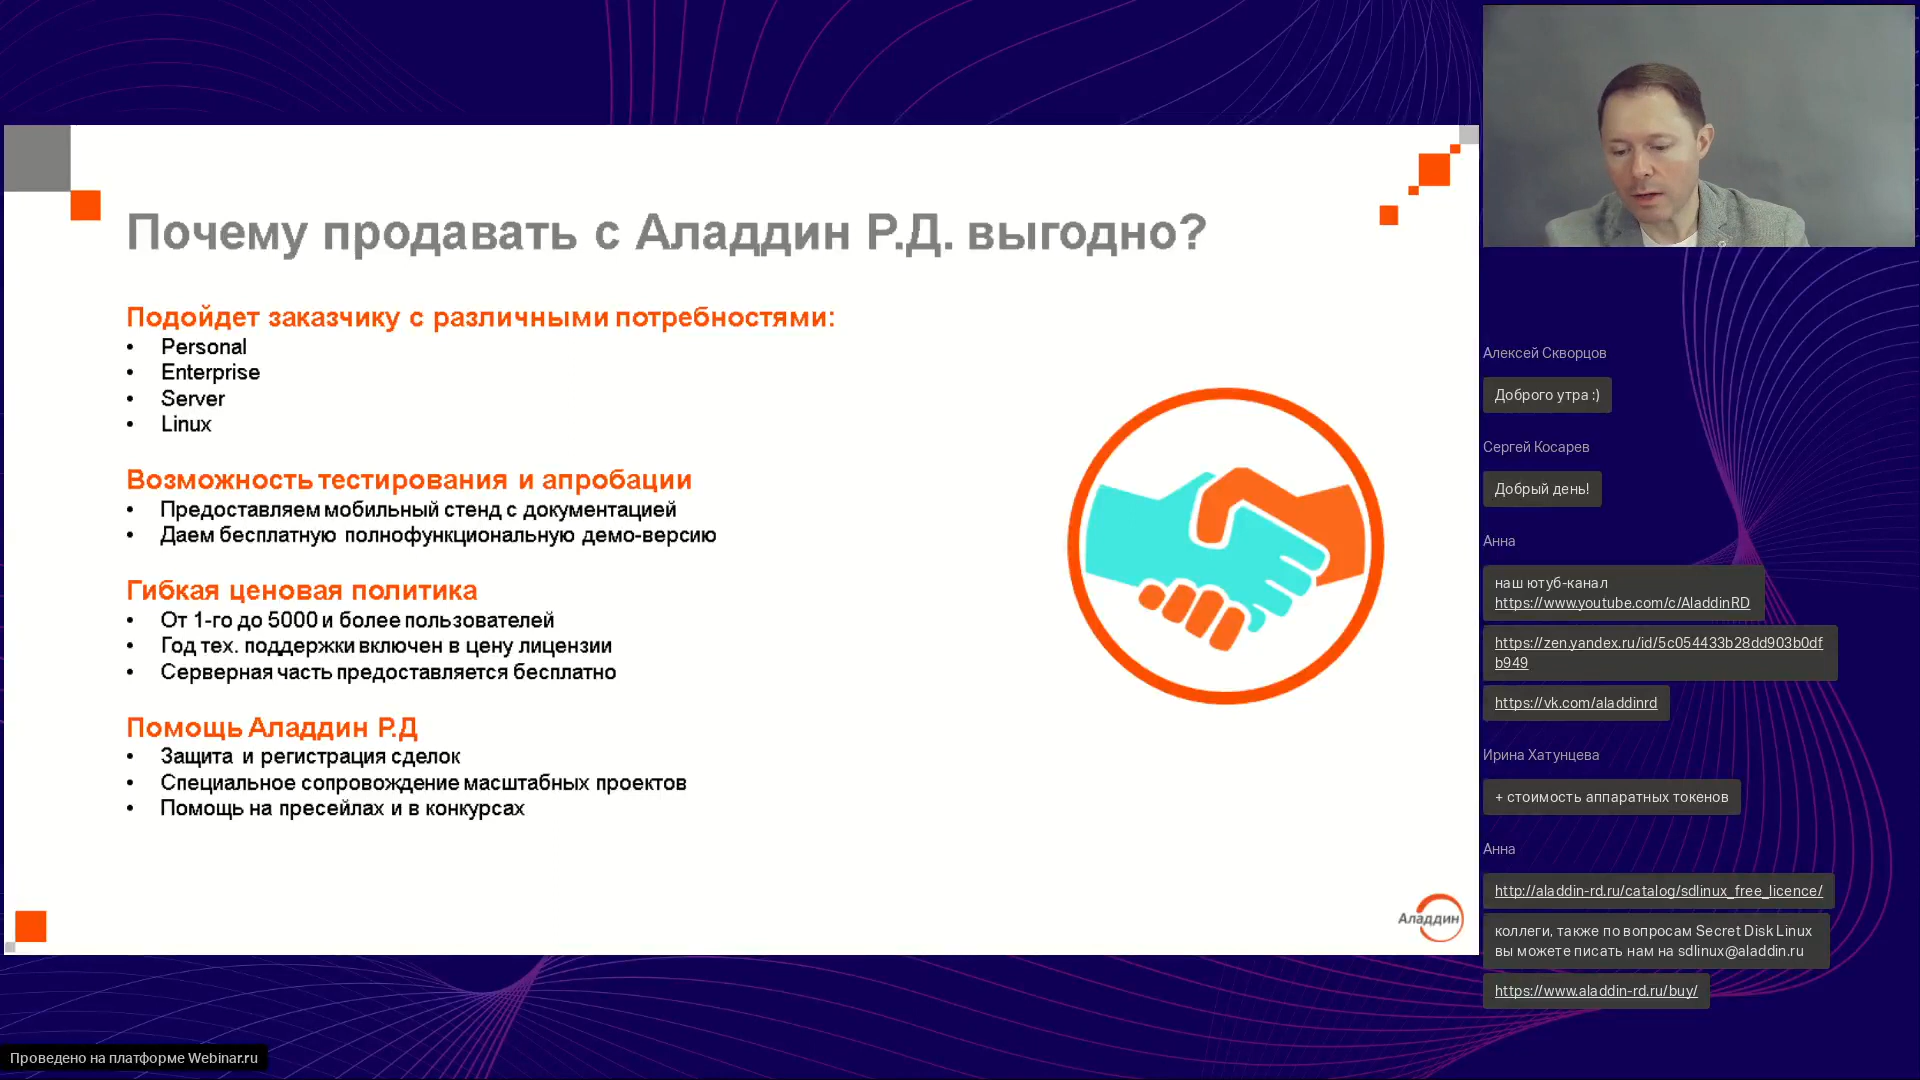 Почему продавать с Аладдин Р.Д. выгодно?
Подойдет заказчику с различными потребностями:
• Personal
• Enterprise
• Server
• Linux
Возможность тестирования и апробации
• Предоставляем мобильный стенд с документацией
• Даем бесплатную полнофункциональную демо-версию
Гибкая ценовая политика
• От 1-го до 5000 и более пользователей
• Год тех. поддержки включен в цену лицензии
• Серверная часть предоставляется бесплатно
Помощь Аладдин Р.Д
• Защита и регистрация сделок
• Специальное сопровождение масштабных проектов
• Помощь на пресейлах и в конкурсах
Аладдин
Алексей Скворцов
Доброго утра :)
Сергей Косарев
Добрый день!
Анна
наш ютуб-канал
https://www.youtube.com/c/AladdinRD
https://zen.yandex.ru/id/5c054433b28dd903b0df
b949
https://vk.com/aladdinrd
Ирина Хатунцева
+ стоимость аппаратных токенов
Анна
http://aladdin-rd.ru/catalog/sdlinux_free_licence/
коллеги, также по вопросам Secret Disk Linux
вы можете писать нам на sdlinux@aladdin.ru
https://www.aladdin-rd.ru/buy/
Проведено на платформе Webinar.ru